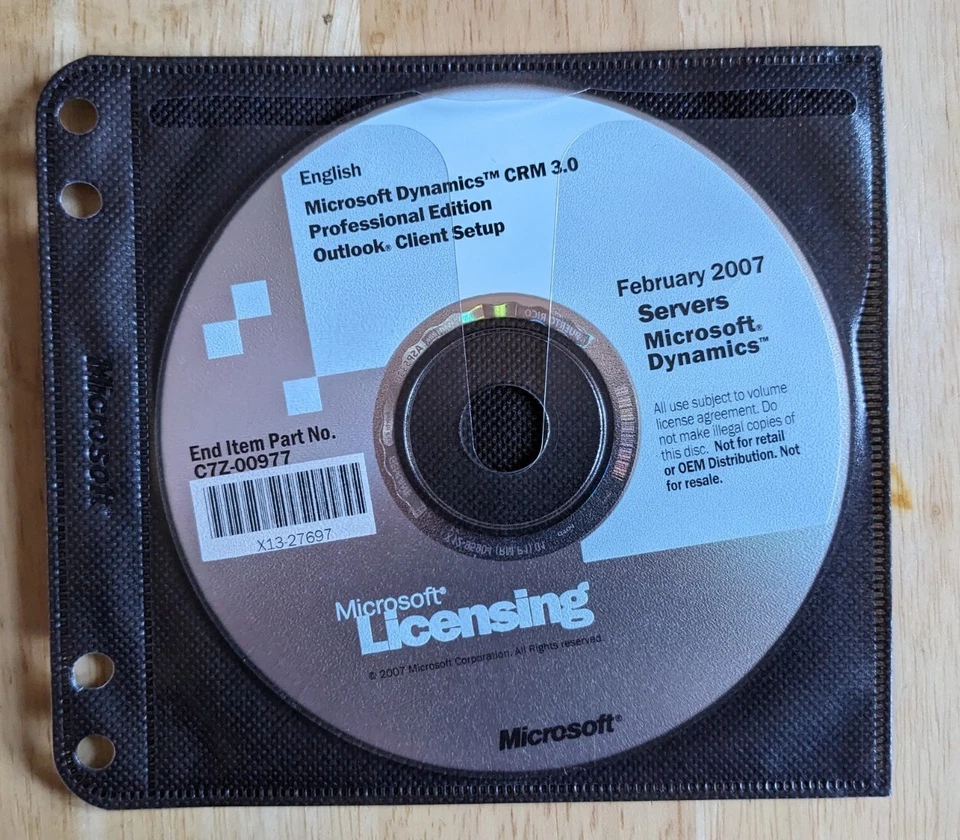 English
Microsoft Dynamics™ CRM 3.0
Professional Edition
Outlook® Client Setup
February 2007
Servers
Microsoft®
Dynamics™
All use subject to volume
license agreement. Do
not make illegal copies of
this disc. Not for retail
or OEM Distribution. Not
for resale.
End Item Part No.
C7Z-00977
X13-27697
Microsoft®
Licensing
© 2007 Microsoft Corporation. All Rights reserved.
Microsoft®
Microsoft®
PUERTO RICO